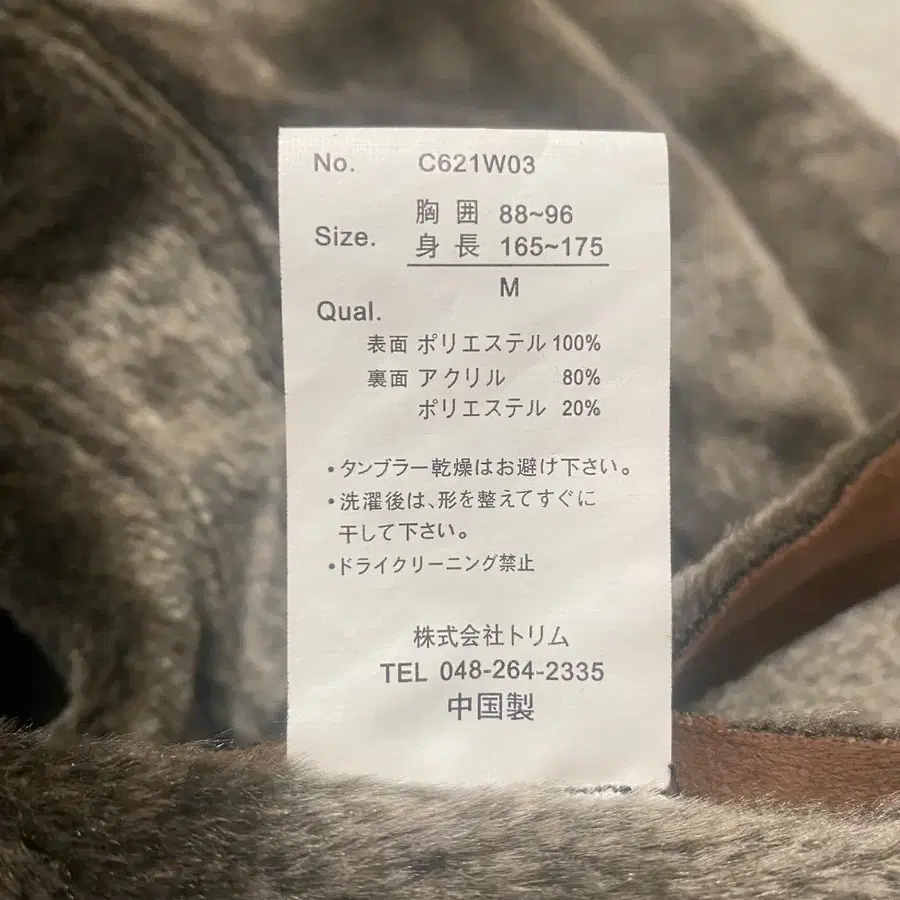 No. C621W03
胸囲 88~96
Size.
身長 165~175
M
Qual.
表面 ポリエステル 100%
裏面 アクリル 80%
ポリエステル 20%
・タンブラー乾燥はお避け下さい。
・洗濯後は、形を整えてすぐに
干して下さい。
・ドライクリーニング禁止
株式会社トリム
TEL 048-264-2335
中国製